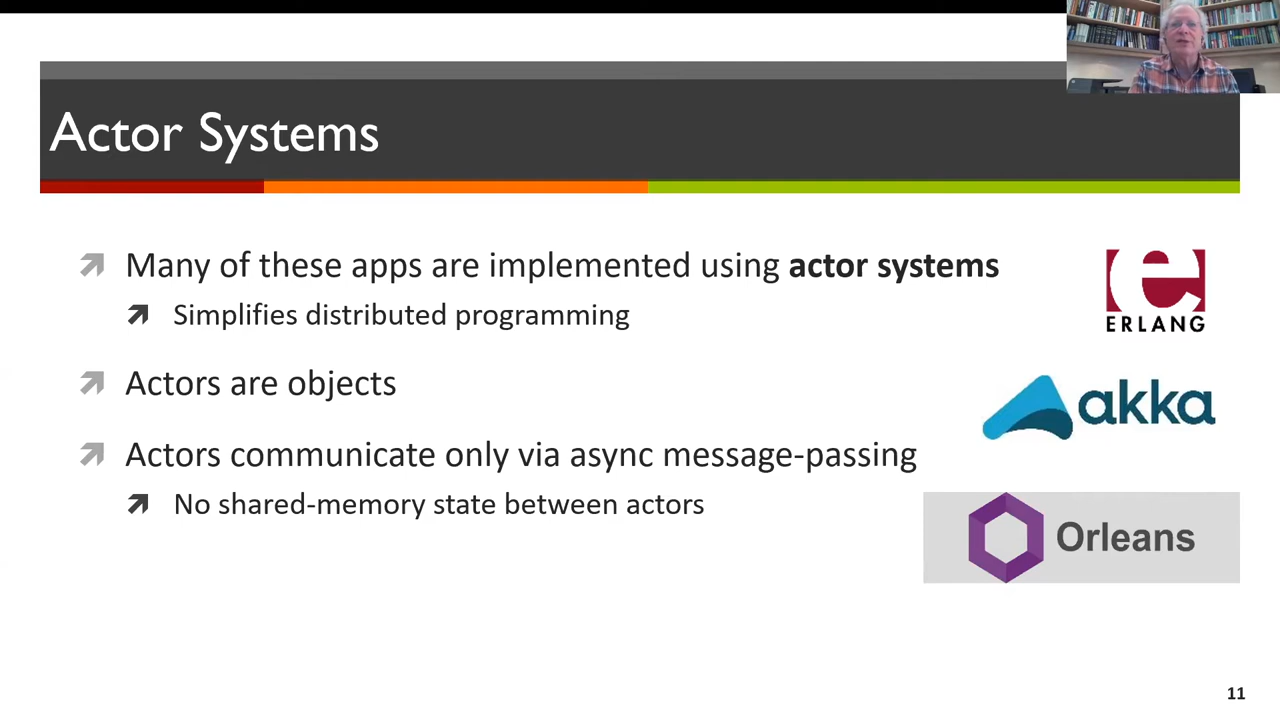 Actor Systems
Many of these apps are implemented using actor systems
Simplifies distributed programming
Actors are objects
Actors communicate only via async message-passing
No shared-memory state between actors
e
ERLANG
akka
Orleans
11